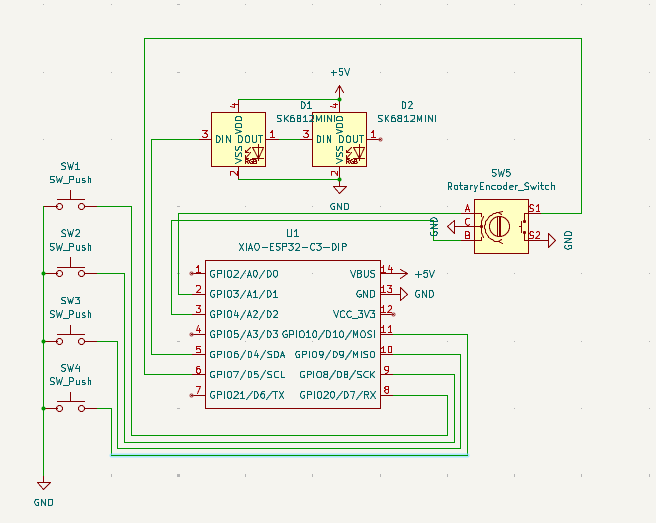 +5V
D1
D2
SK6812MINI
SK6812MINI
4
VDD
4
VDD
3
DIN
DOUT
1
3
DIN
DOUT
1
VSS
RGB
2
VSS
RGB
2
GND
SW1
SW_Push
SW2
SW_Push
SW3
SW_Push
SW4
SW_Push
GND
SW5
RotaryEncoder_Switch
A
S1
GND
C
B
S2
GND
U1
XIAO-ESP32-C3-DIP
1
GPIO2/A0/D0
VBUS
14
+5V
2
GPIO3/A1/D1
GND
13
GND
3
GPIO4/A2/D2
VCC_3V3
12
4
GPIO5/A3/D3
GPIO10/D10/MOSI
11
5
GPIO6/D4/SDA
GPIO9/D9/MISO
10
6
GPIO7/D5/SCL
GPIO8/D8/SCK
9
7
GPIO21/D6/TX
GPIO20/D7/RX
8